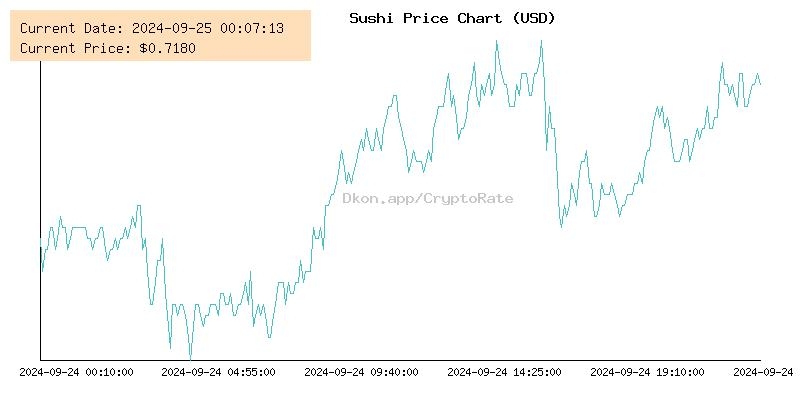 Sushi Price Chart (USD)
Current Date: 2024-09-25 00:07:13
Current Price: $0.7180
Dkon.app/CryptoRate
2024-09-24 00:10:00 2024-09-24 04:55:00 2024-09-24 09:40:00 2024-09-24 14:25:00 2024-09-24 19:10:00 2024-09-24